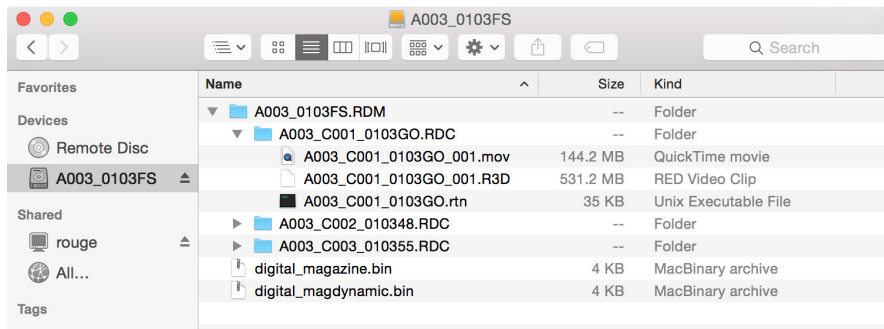 A003_0103FS
Search
Favorites
Devices
Remote Disc
A003_0103FS
Shared
rouge
All...
Tags
Name Size Kind
A003_0103FS.RDM -- Folder
A003_C001_0103GO.RDC -- Folder
A003_C001_0103GO_001.mov 144.2 MB QuickTime movie
A003_C001_0103GO_001.R3D 531.2 MB RED Video Clip
A003_C001_0103GO.rtn 35 KB Unix Executable File
A003_C002_010348.RDC -- Folder
A003_C003_010355.RDC -- Folder
digital_magazine.bin 4 KB MacBinary archive
digital_magdynamic.bin 4 KB MacBinary archive